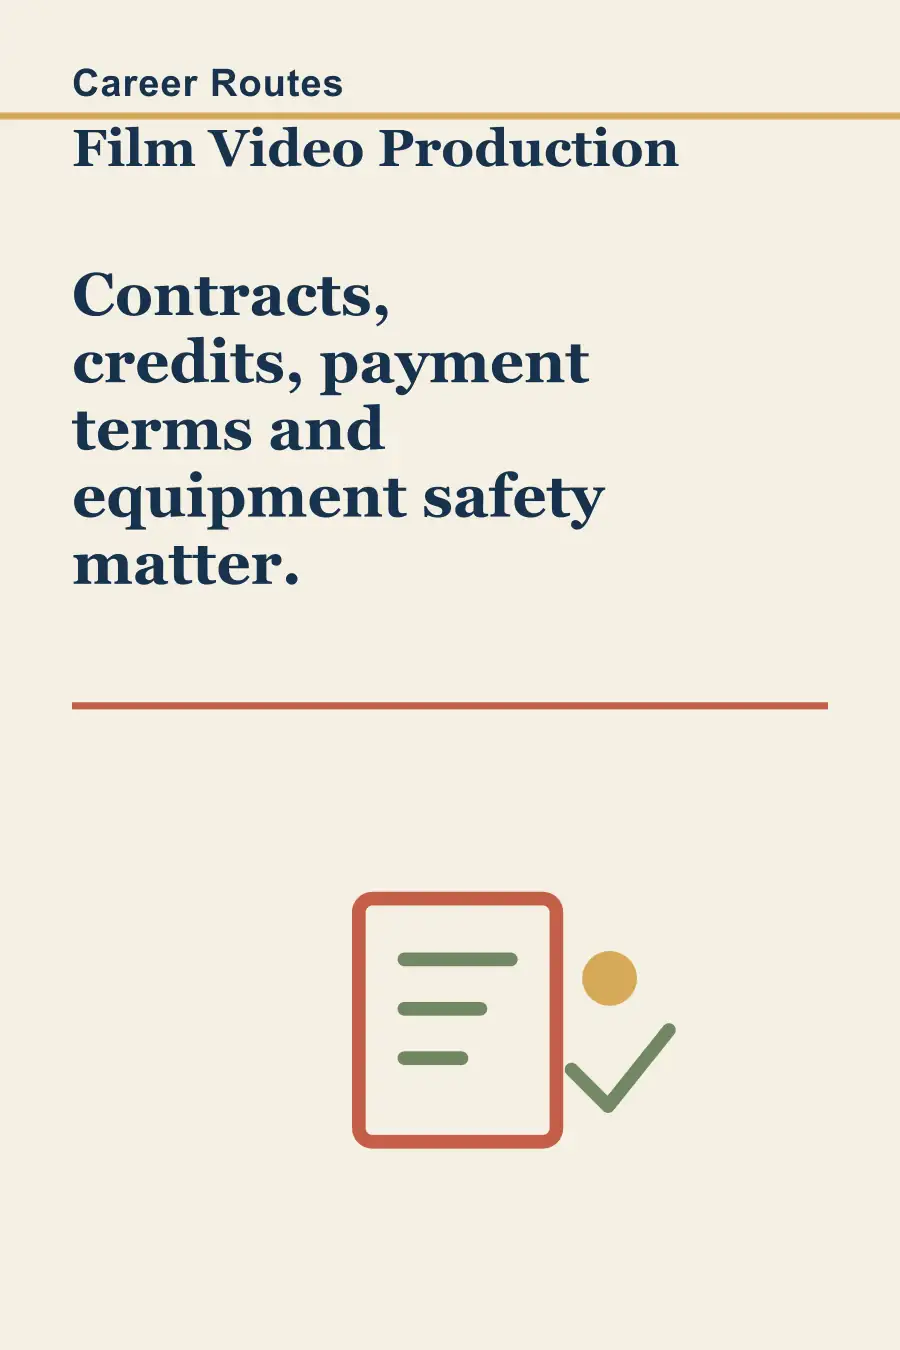 Career Routes
Film Video Production
Contracts,
credits, payment
terms and
equipment safety
matter.